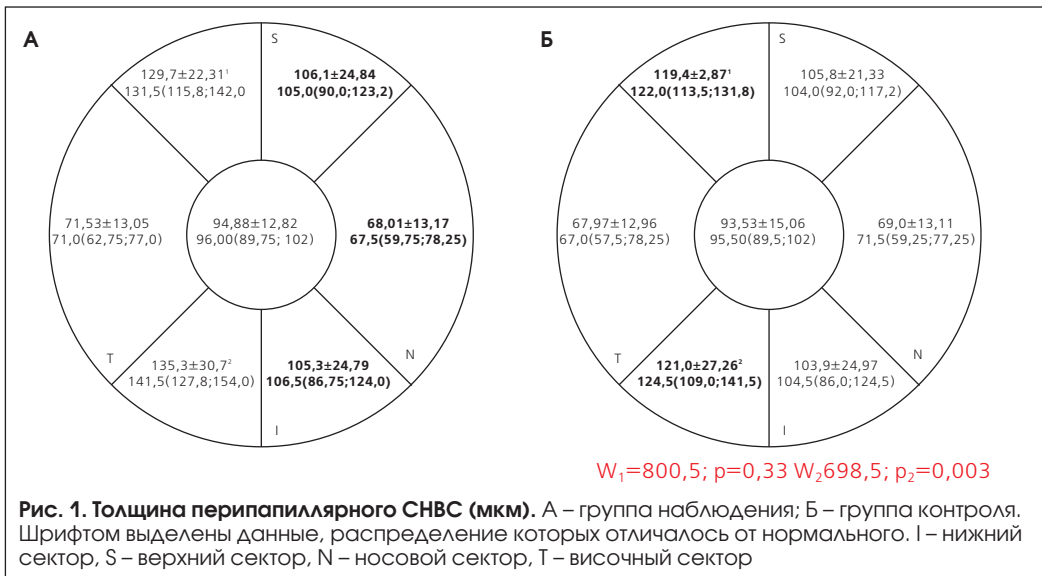 А
S
129,7±22,31¹
131,5(115,8;142,0
106,1±24,84
105,0(90,0;123,2)
71,53±13,05
71,0(62,75;77,0)
94,88±12,82
96,00(89,75; 102)
68,01±13,17
67,5(59,75;78,25)
T
135,3±30,7²
141,5(127,8;154,0)
105,3±24,79
106,5(86,75;124,0)
N
I
Б
S
119,4±2,87¹
122,0(113,5;131,8)
105,8±21,33
104,0(92,0;117,2)
67,97±12,96
67,0(57,5;78,25)
93,53±15,06
95,50(89,5;102)
69,0±13,11
71,5(59,25;77,25)
T
121,0±27,26²
124,5(109,0;141,5)
103,9±24,97
104,5(86,0;124,5)
N
I
W₁=800,5; p=0,33 W₂698,5; p₂=0,003
Рис. 1. Толщина перипапиллярного СНВС (мкм). А – группа наблюдения; Б – группа контроля.
Шрифтом выделены данные, распределение которых отличалось от нормального. I – нижний
сектор, S – верхний сектор, N – носовой сектор, T – височный сектор